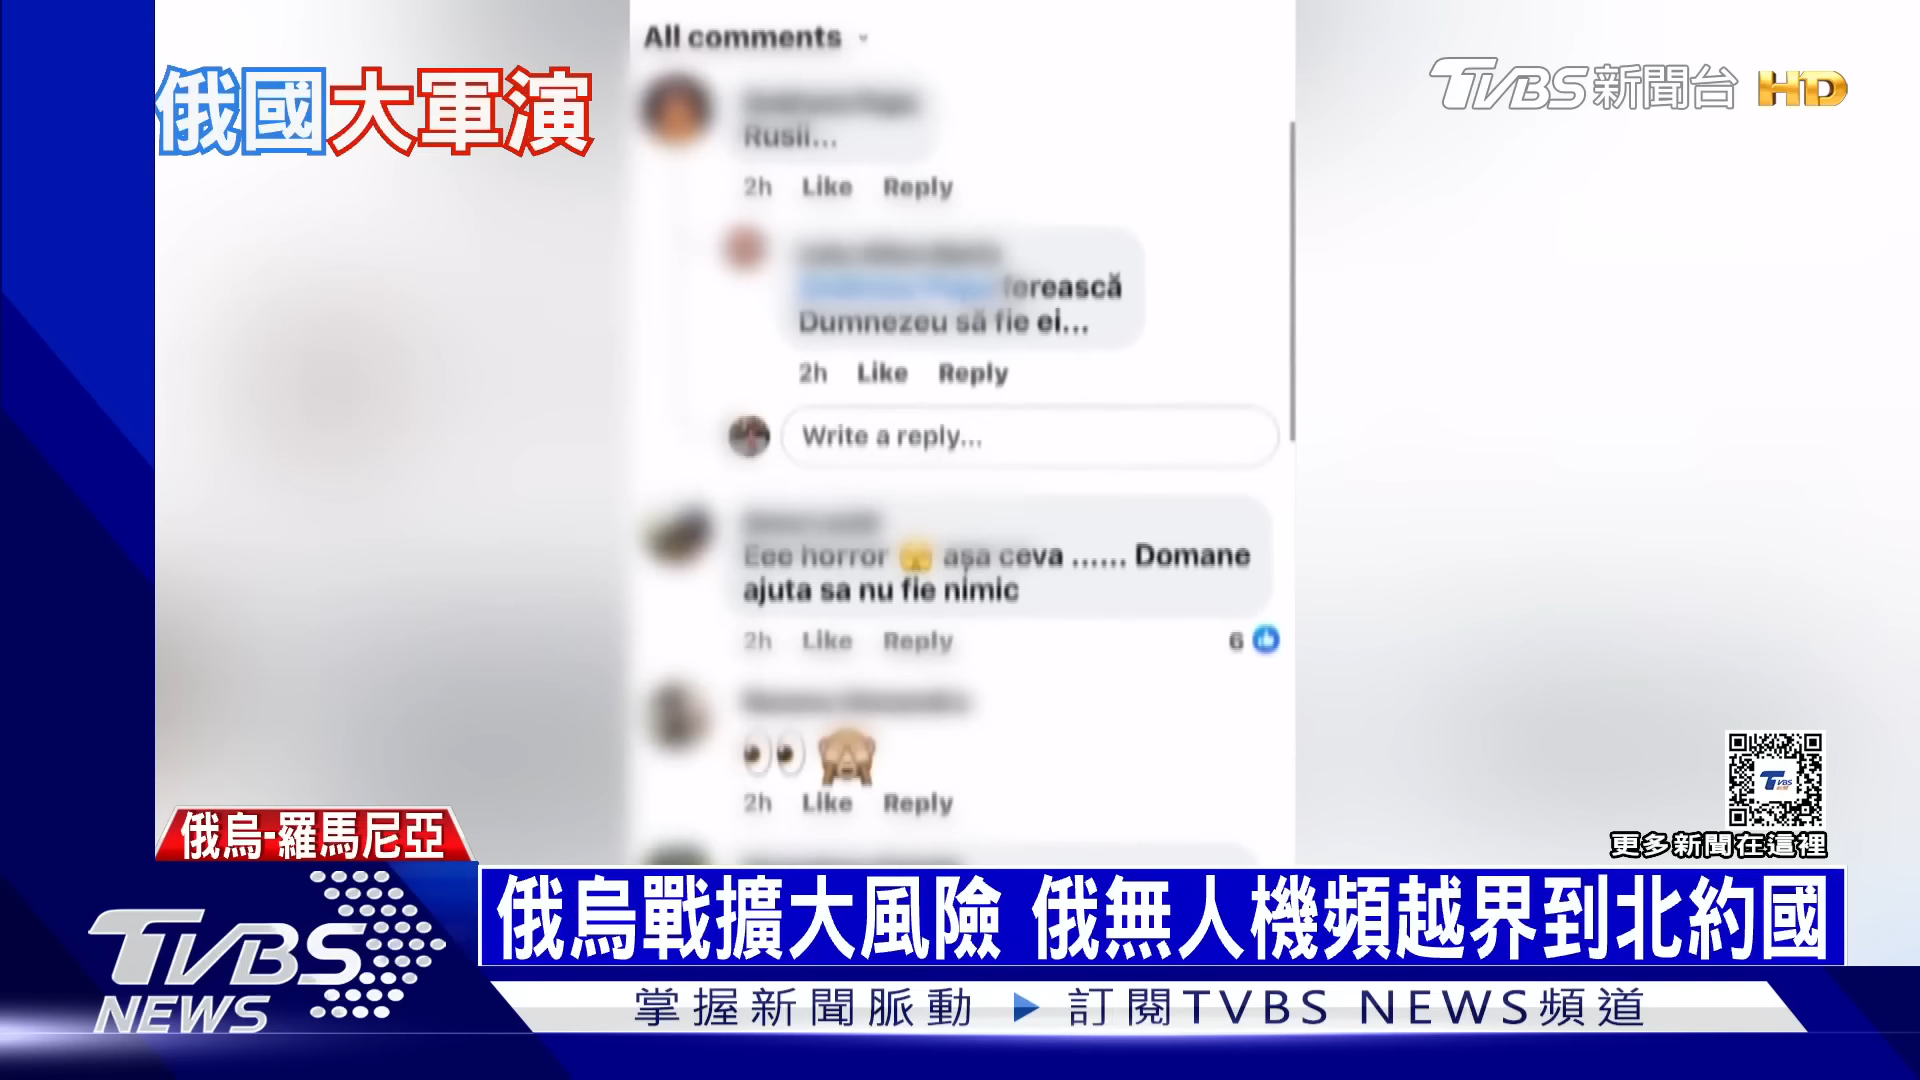 俄國大軍演
TVBS新聞台 HD
All comments
Rusii...
2h Like Reply
ferească
Dumnezeu să fie ei...
2h Like Reply
Write a reply...
Eee horror 🫣 așa ceva ...... Domane
ajuta sa nu fie nimic
2h Like Reply
6
👀 🙈
2h Like Reply
TVBS
更多新聞在這裡
俄烏-羅馬尼亞
俄烏戰擴大風險 俄無人機頻越界到北約國
TVBS
NEWS
掌握新聞脈動 ▶ 訂閱TVBS NEWS頻道